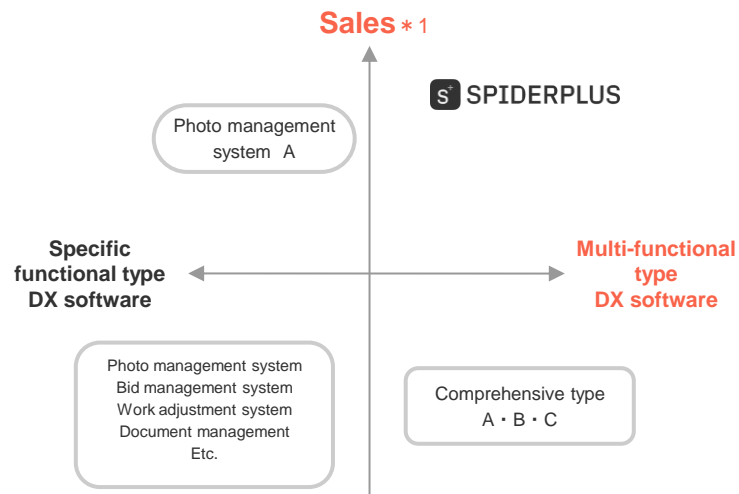 Sales＊1
S+ SPIDERPLUS
Photo management
system A
Specific
functional type
DX software
Multi-functional
type
DX software
Photo management system
Bid management system
Work adjustment system
Document management
Etc.
Comprehensive type
A・B・C